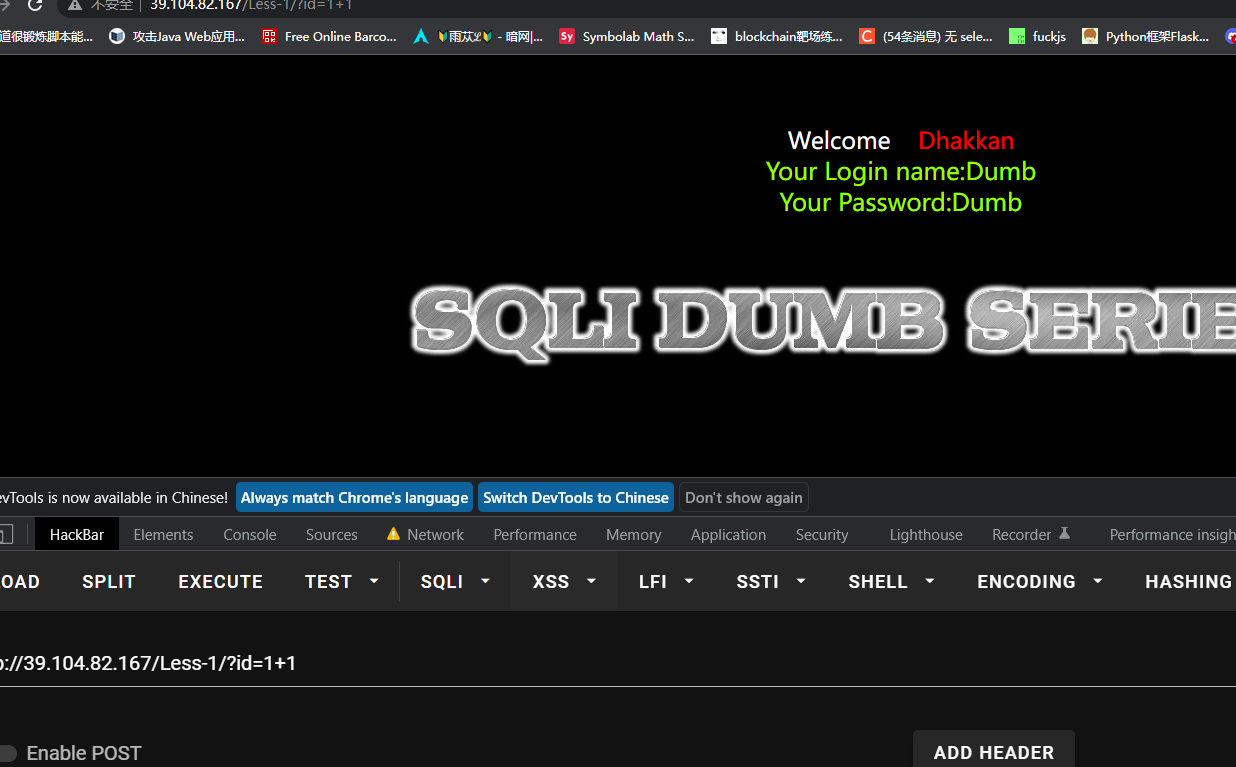 不安全 39.104.82.167/Less-1/?id=1+1
道很锻炼脚本能... 攻击Java Web应用... Free Online Barco... 🔰雨苁ℒ🔰 - 暗网|... Symbolab Math S... blockchain靶场练... (54条消息) 无 sele... fuckjs Python框架Flask...
Welcome Dhakkan
Your Login name:Dumb
Your Password:Dumb
SQLI DUMB SERIE
evTools is now available in Chinese! Always match Chrome's language Switch DevTools to Chinese Don't show again
HackBar Elements Console Sources Network Performance Memory Application Security Lighthouse Recorder Performance insigh
OAD SPLIT EXECUTE TEST SQLI XSS LFI SSTI SHELL ENCODING HASHING
p://39.104.82.167/Less-1/?id=1+1
Enable POST ADD HEADER